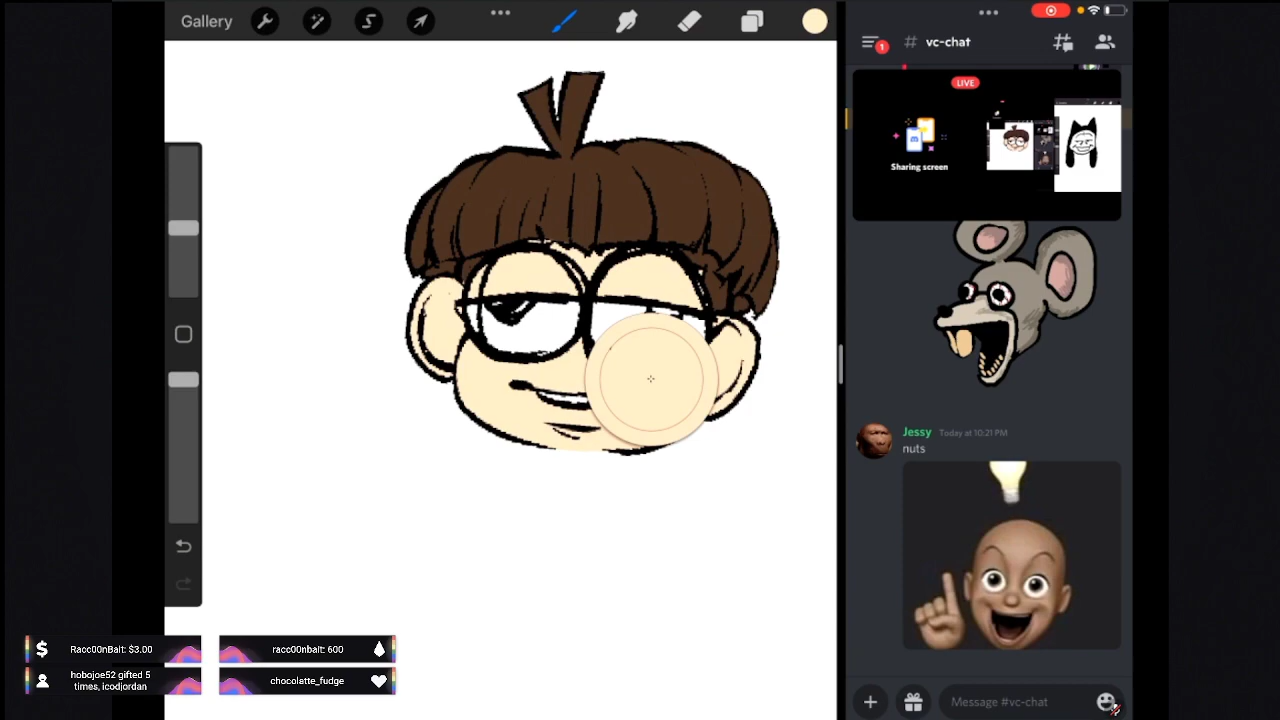 Gallery
1
# vc-chat
LIVE
Sharing screen
Jessy Today at 10:21 PM
nuts
Message #vc-chat
$ Racc00nBait: $3.00
racc00nbait: 600
hobojoe52 gifted 5
times, icodjordan
chocolatte_fudge